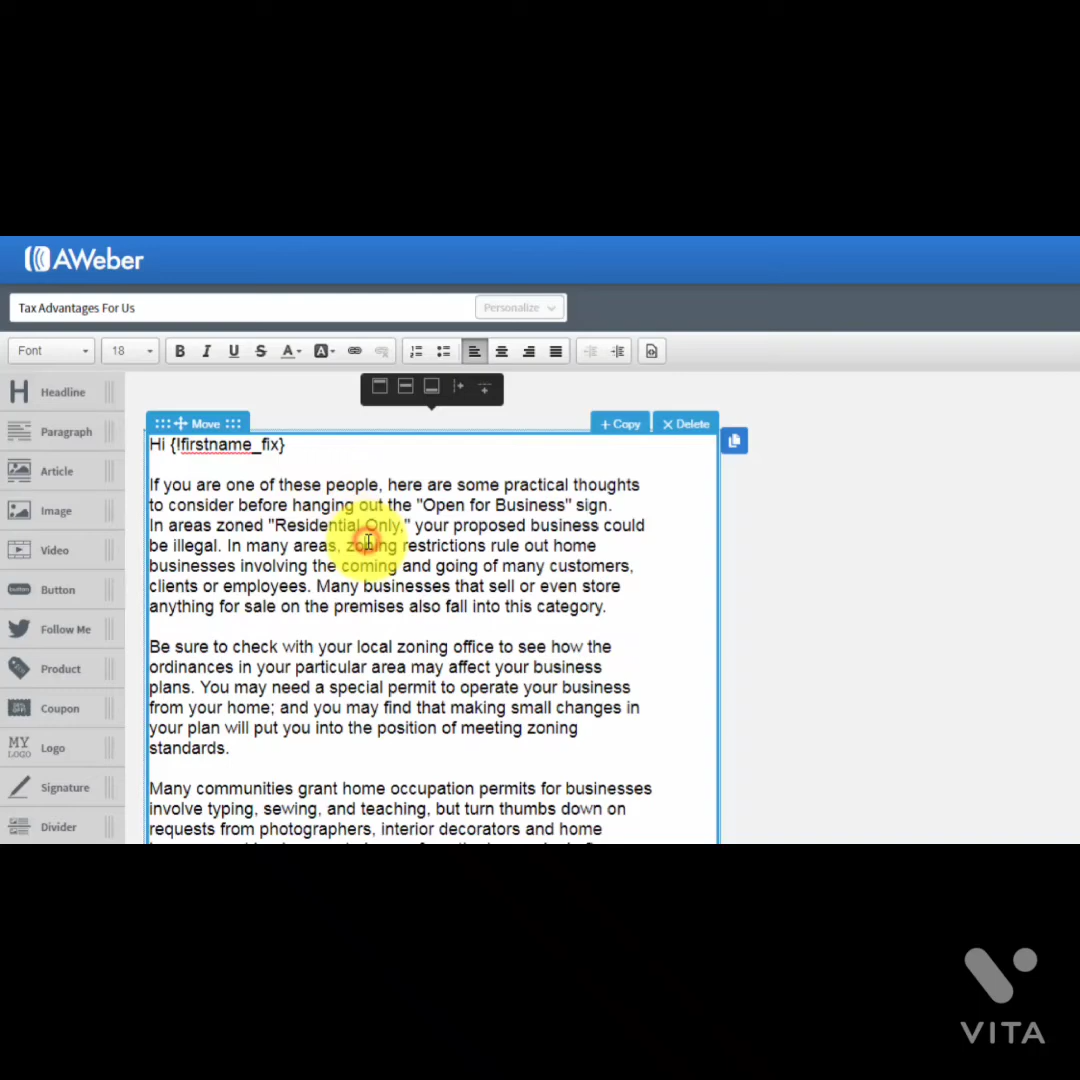 AWeber
Tax Advantages For Us
Personalize
Font
18
B I U S A A
H Headline
Paragraph
Article
Image
Video
Button
Follow Me
Product
Coupon
MY LOGO Logo
Signature
Divider
Move
+ Copy
Delete
Hi {!firstname_fix}
If you are one of these people, here are some practical thoughts
to consider before hanging out the "Open for Business" sign.
In areas zoned "Residential Only," your proposed business could
be illegal. In many areas, zoning restrictions rule out home
businesses involving the coming and going of many customers,
clients or employees. Many businesses that sell or even store
anything for sale on the premises also fall into this category.
Be sure to check with your local zoning office to see how the
ordinances in your particular area may affect your business
plans. You may need a special permit to operate your business
from your home; and you may find that making small changes in
your plan will put you into the position of meeting zoning
standards.
Many communities grant home occupation permits for businesses
involve typing, sewing, and teaching, but turn thumbs down on
requests from photographers, interior decorators and home
VITA